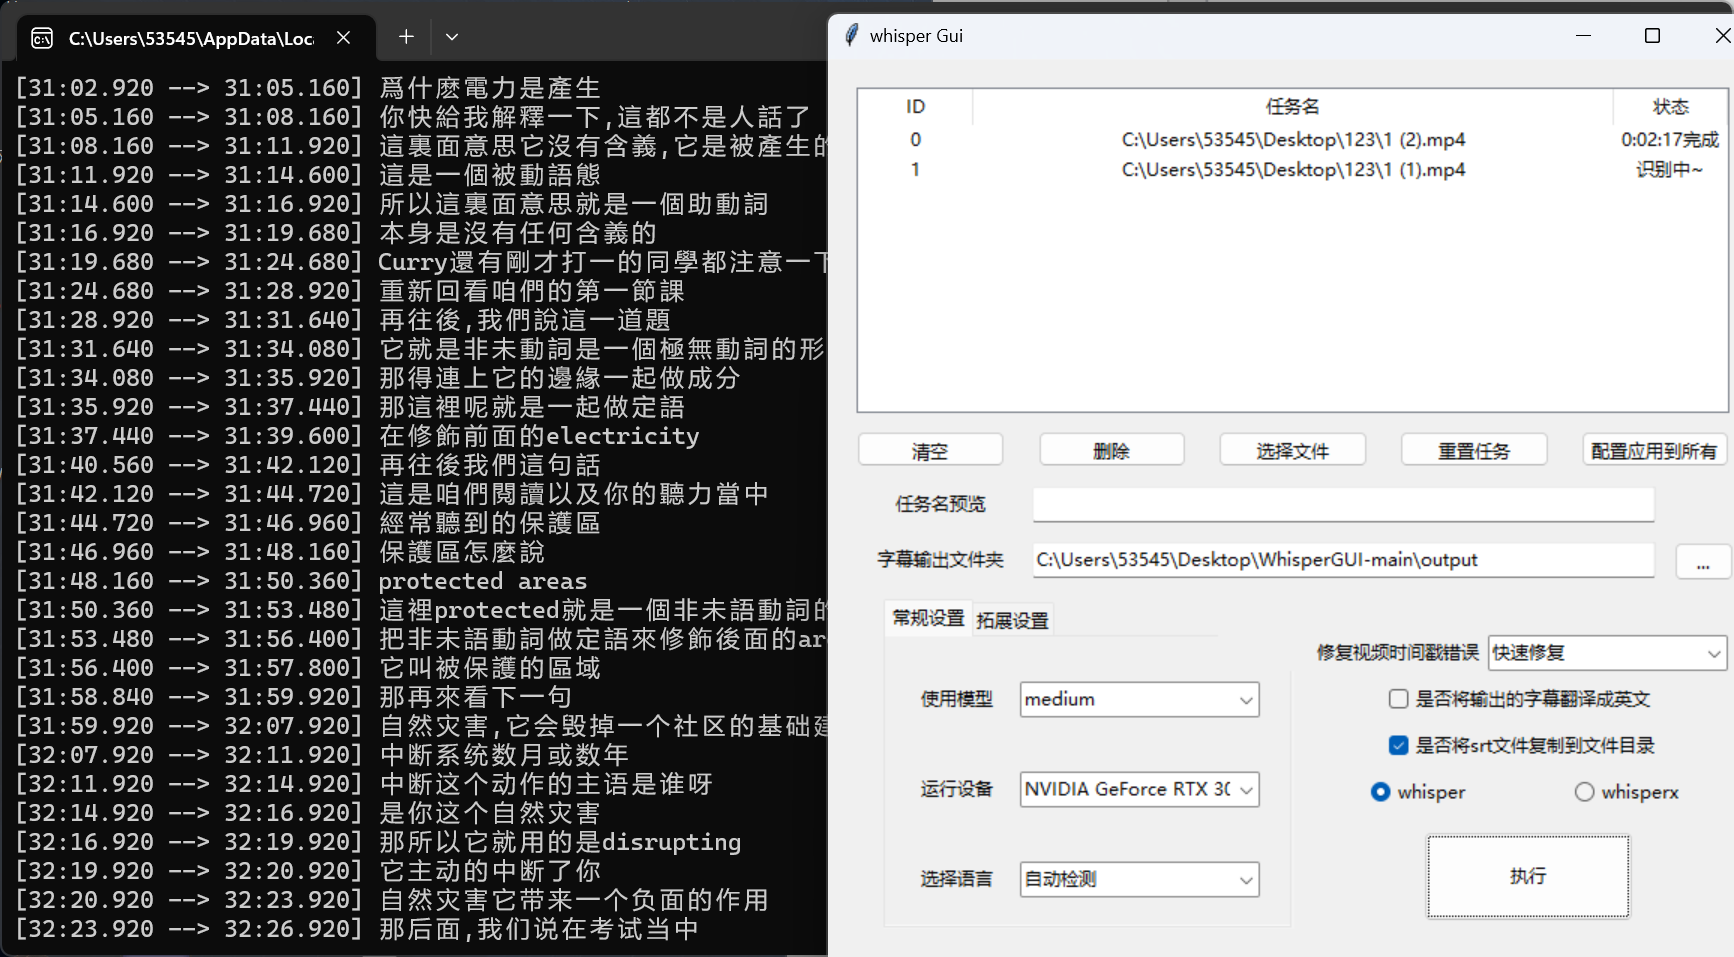 C:\Users\53545\AppData\Loc
[31:02.920 --> 31:05.160] 爲什麽電力是產生
[31:05.160 --> 31:08.160] 你快給我解釋一下,這都不是人話了
[31:08.160 --> 31:11.920] 這裏面意思它沒有含義,它是被產生的
[31:11.920 --> 31:14.600] 這是一個被動語態
[31:14.600 --> 31:16.920] 所以這裏面意思就是一個助動詞
[31:16.920 --> 31:19.680] 本身是沒有任何含義的
[31:19.680 --> 31:24.680] Curry還有剛才打一的同學都注意一下
[31:24.680 --> 31:28.920] 重新回看咱們的第一節課
[31:28.920 --> 31:31.640] 再往後,我們說這一道題
[31:31.640 --> 31:34.080] 它就是非未動詞是一個極無動詞的形
[31:34.080 --> 31:35.920] 那得連上它的邊緣一起做成分
[31:35.920 --> 31:37.440] 那這裡呢就是一起做定語
[31:37.440 --> 31:39.600] 在修飾前面的electricity
[31:40.560 --> 31:42.120] 再往後我們這句話
[31:42.120 --> 31:44.720] 這是咱們閱讀以及你的聽力當中
[31:44.720 --> 31:46.960] 經常聽到的保護區
[31:46.960 --> 31:48.160] 保護區怎麼說
[31:48.160 --> 31:50.360] protected areas
[31:50.360 --> 31:53.480] 這裡protected就是一個非未語動詞的
[31:53.480 --> 31:56.400] 把非未語動詞做定語來修飾後面的ar
[31:56.400 --> 31:57.800] 它叫被保護的區域
[31:58.840 --> 31:59.920] 那再來看下一句
[31:59.920 --> 32:07.920] 自然灾害,它会毁掉一个社区的基础建
[32:07.920 --> 32:11.920] 中断系统数月或数年
[32:11.920 --> 32:14.920] 中断这个动作的主语是谁呀
[32:14.920 --> 32:16.920] 是你这个自然灾害
[32:16.920 --> 32:19.920] 那所以它就用的是disrupting
[32:19.920 --> 32:20.920] 它主动的中断了你
[32:20.920 --> 32:23.920] 自然灾害它带来一个负面的作用
[32:23.920 --> 32:26.920] 那后面,我们说在考试当中
whisper Gui
ID 任务名 状态
0 C:\Users\53545\Desktop\123\1 (2).mp4 0:02:17完成
1 C:\Users\53545\Desktop\123\1 (1).mp4 识别中~
清空 删除 选择文件 重置任务 配置应用到所有
任务名预览
字幕输出文件夹 C:\Users\53545\Desktop\WhisperGUI-main\output ...
常规设置 拓展设置
修复视频时间戳错误 快速修复
使用模型 medium
是否将输出的字幕翻译成英文
是否将srt文件复制到文件目录
运行设备 NVIDIA GeForce RTX 30
whisper whisperx
选择语言 自动检测
执行